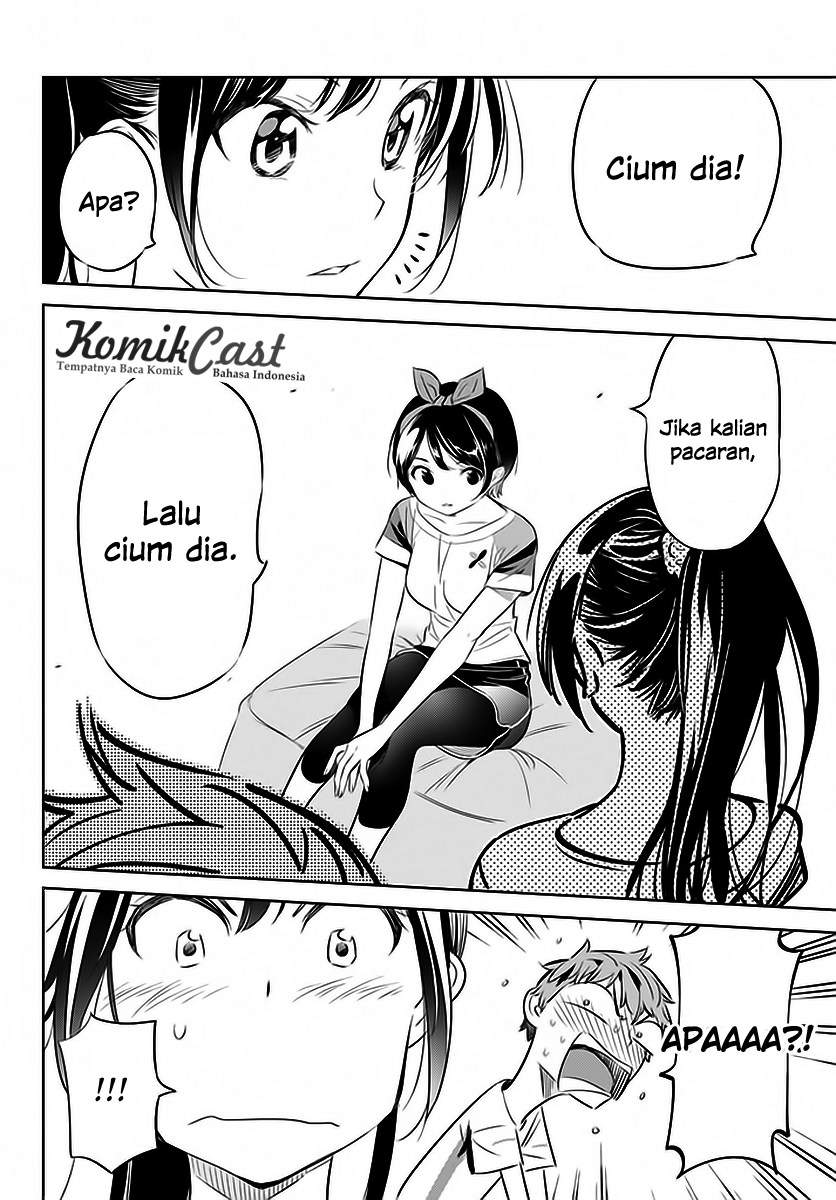 Cium dia!
Apa?
KomikCast
Tempatnya Baca Komik Bahasa Indonesia
Jika kalian
pacaran,
Lalu
cium dia.
APAAAA?!
!!!